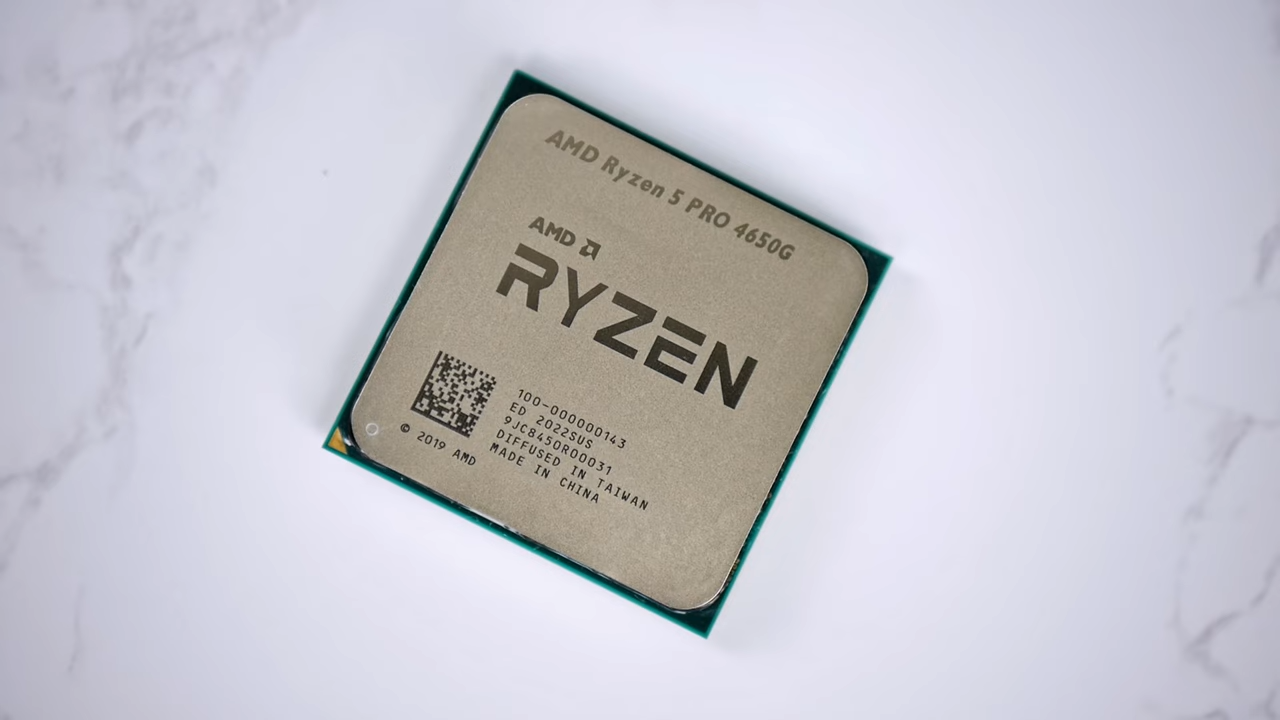 AMD Ryzen 5 PRO 4650G
AMD
RYZEN
100-000000143
ED 2022SUS
9JC8450R00031
DIFFUSED IN TAIWAN
MADE IN CHINA
© 2019 AMD